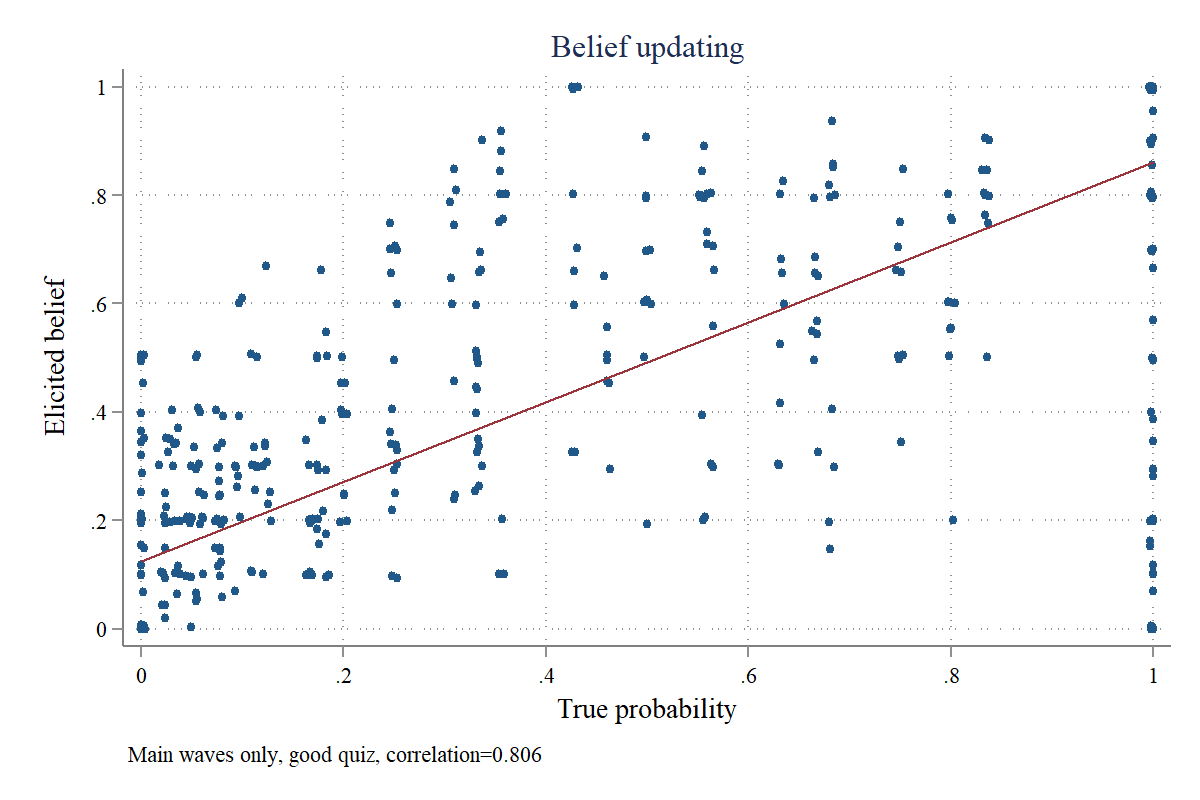 Belief updating
Elicited belief
1
.8
.6
.4
.2
0
0 .2 .4 .6 .8 1
True probability
Main waves only, good quiz, correlation=0.806